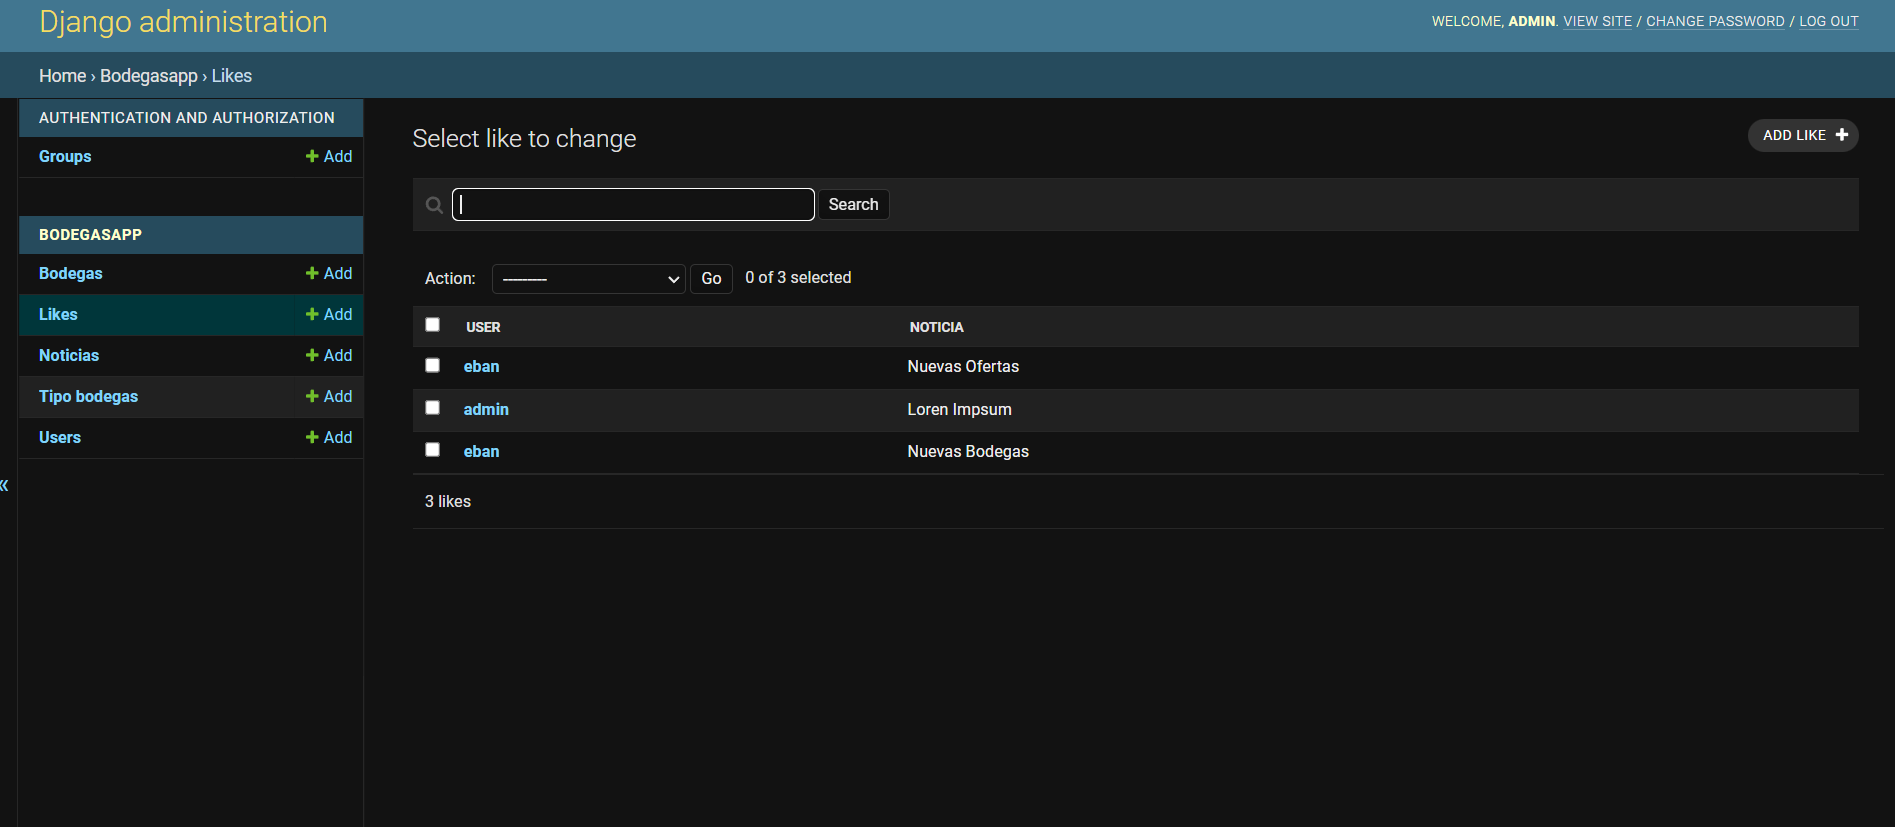 Django administration
WELCOME, ADMIN. VIEW SITE / CHANGE PASSWORD / LOG OUT
Home › Bodegasapp › Likes
AUTHENTICATION AND AUTHORIZATION
Groups + Add
BODEGASAPP
Bodegas + Add
Likes + Add
Noticias + Add
Tipo bodegas + Add
Users + Add
«
Select like to change
ADD LIKE +
Search
Action: --------- Go 0 of 3 selected
USER NOTICIA
eban Nuevas Ofertas
admin Loren Impsum
eban Nuevas Bodegas
3 likes